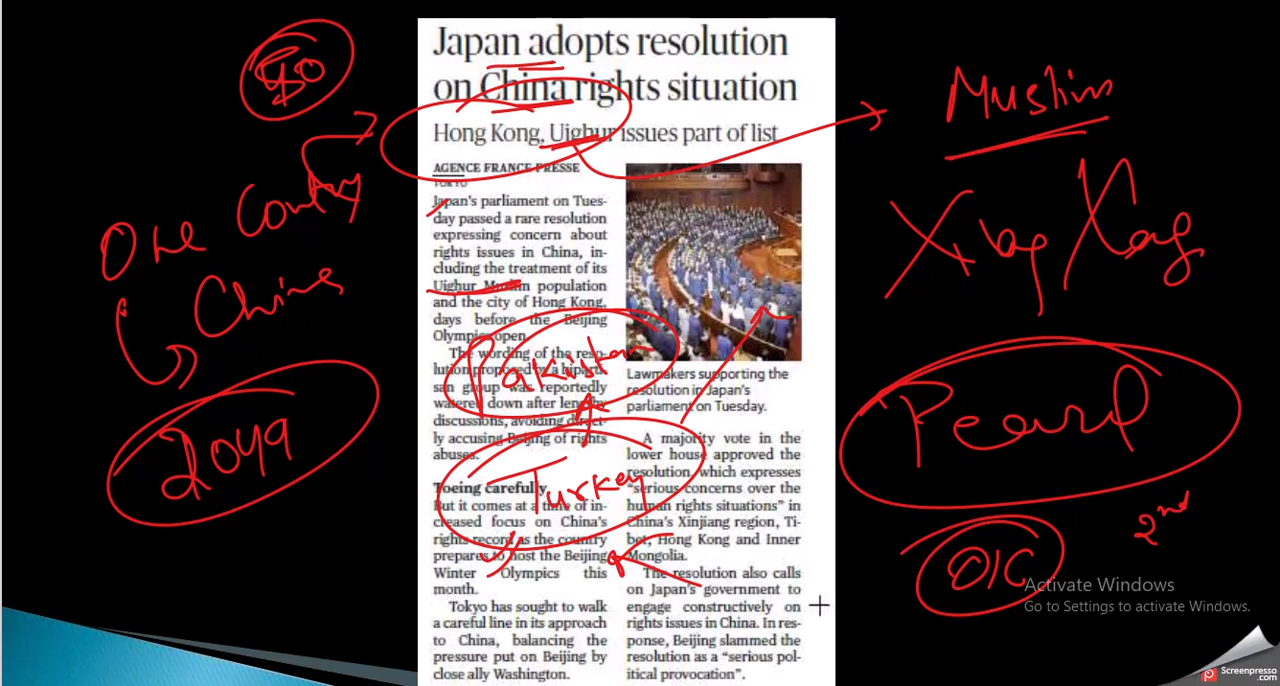 Japan adopts resolution
on China rights situation
Hong Kong, Uighur issues part of list
AGENCE FRANCE-PRESSE
TOKYO
Japan's parliament on Tues-
day passed a rare resolution
expressing concern about
rights issues in China, in-
cluding the treatment of its
Uighur Muslim population
and the city of Hong Kong,
days before the Beijing
Olympics open.
The wording of the reso-
lution proposed by a biparti-
san group was reportedly
watered down after lengthy
discussions, avoiding direct-
ly accusing Beijing of rights
abuses.
Toeing carefully
But it comes at a time of in-
creased focus on China's
rights record as the country
prepares to host the Beijing
Winter Olympics this
month.
Tokyo has sought to walk
a careful line in its approach
to China, balancing the
pressure put on Beijing by
close ally Washington.
Lawmakers supporting the
resolution in Japan's
parliament on Tuesday.
A majority vote in the
lower house approved the
resolution, which expresses
"serious concerns over the
human rights situations" in
China's Xinjiang region, Ti-
bet, Hong Kong and Inner
Mongolia.
The resolution also calls
on Japan's government to
engage constructively on
rights issues in China. In res-
ponse, Beijing slammed the
resolution as a "serious pol-
itical provocation".
One Contry
China
2049
Pakistan
Turkey
Muslim
Pearl
OIC
2nd
Activate Windows
Go to Settings to activate Windows.
Screenpresso
.com